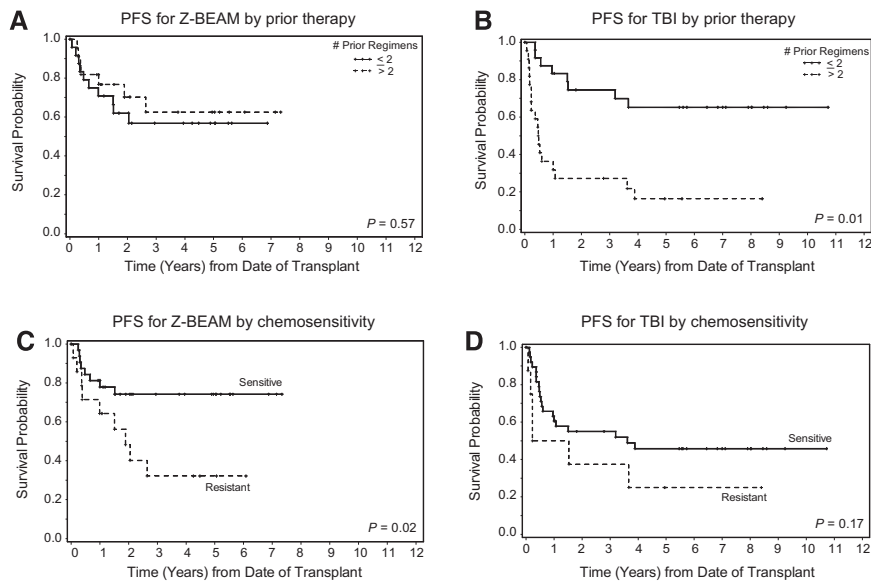 A
PFS for Z-BEAM by prior therapy
# Prior Regimens
≤ 2
> 2
Survival Probability
1.0
0.8
0.6
0.4
0.2
0.0
P = 0.57
0 1 2 3 4 5 6 7 8 9 10 11 12
Time (Years) from Date of Transplant
B
PFS for TBI by prior therapy
# Prior Regimens
≤ 2
> 2
Survival Probability
1.0
0.8
0.6
0.4
0.2
0.0
P = 0.01
0 1 2 3 4 5 6 7 8 9 10 11 12
Time (Years) from Date of Transplant
C
PFS for Z-BEAM by chemosensitivity
Sensitive
Resistant
Survival Probability
1.0
0.8
0.6
0.4
0.2
0.0
P = 0.02
0 1 2 3 4 5 6 7 8 9 10 11 12
Time (Years) from Date of Transplant
D
PFS for TBI by chemosensitivity
Sensitive
Resistant
Survival Probability
1.0
0.8
0.6
0.4
0.2
0.0
P = 0.17
0 1 2 3 4 5 6 7 8 9 10 11 12
Time (Years) from Date of Transplant